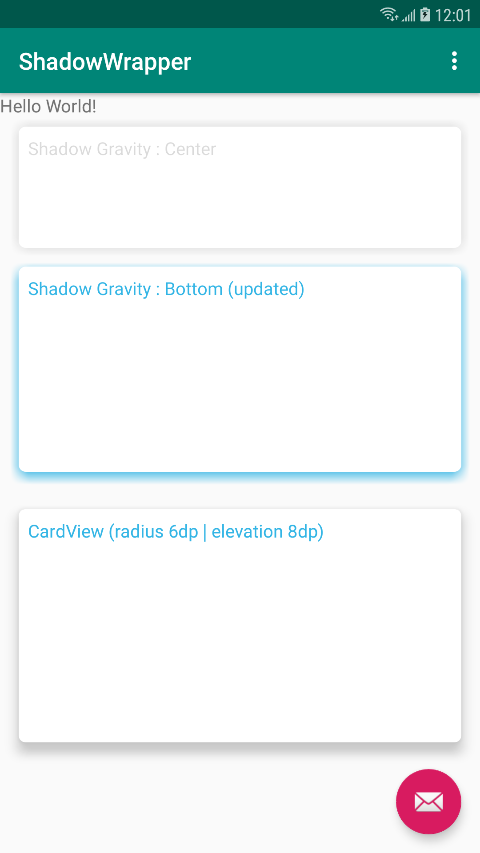 12:01
ShadowWrapper
Hello World!
Shadow Gravity : Center
Shadow Gravity : Bottom (updated)
CardView (radius 6dp | elevation 8dp)